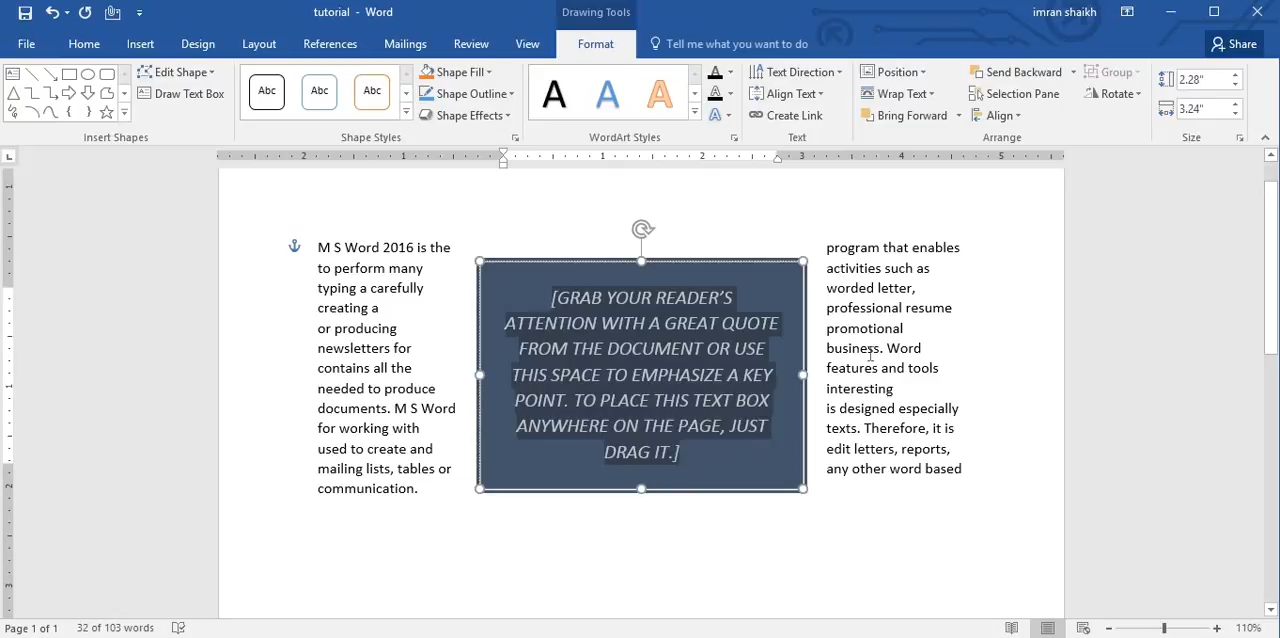 tutorial - Word
Drawing Tools
imran shaikh
File Home Insert Design Layout References Mailings Review View Format Tell me what you want to do Share
Edit Shape
Draw Text Box
Insert Shapes
Abc Abc Abc
Shape Fill
Shape Outline
Shape Effects
Shape Styles
A A A
WordArt Styles
Text Direction
Align Text
Create Link
Text
Position
Wrap Text
Bring Forward
Send Backward
Selection Pane
Align
Group
Rotate
Arrange
2.28"
3.24"
Size
2 1 1 2 3 4 5
M S Word 2016 is the
to perform many
typing a carefully
creating a
or producing
newsletters for
contains all the
needed to produce
documents. M S Word
for working with
used to create and
mailing lists, tables or
communication.
[GRAB YOUR READER'S
ATTENTION WITH A GREAT QUOTE
FROM THE DOCUMENT OR USE
THIS SPACE TO EMPHASIZE A KEY
POINT. TO PLACE THIS TEXT BOX
ANYWHERE ON THE PAGE, JUST
DRAG IT.]
program that enables
activities such as
worded letter,
professional resume
promotional
business. Word
features and tools
interesting
is designed especially
texts. Therefore, it is
edit letters, reports,
any other word based
Page 1 of 1 32 of 103 words 110%